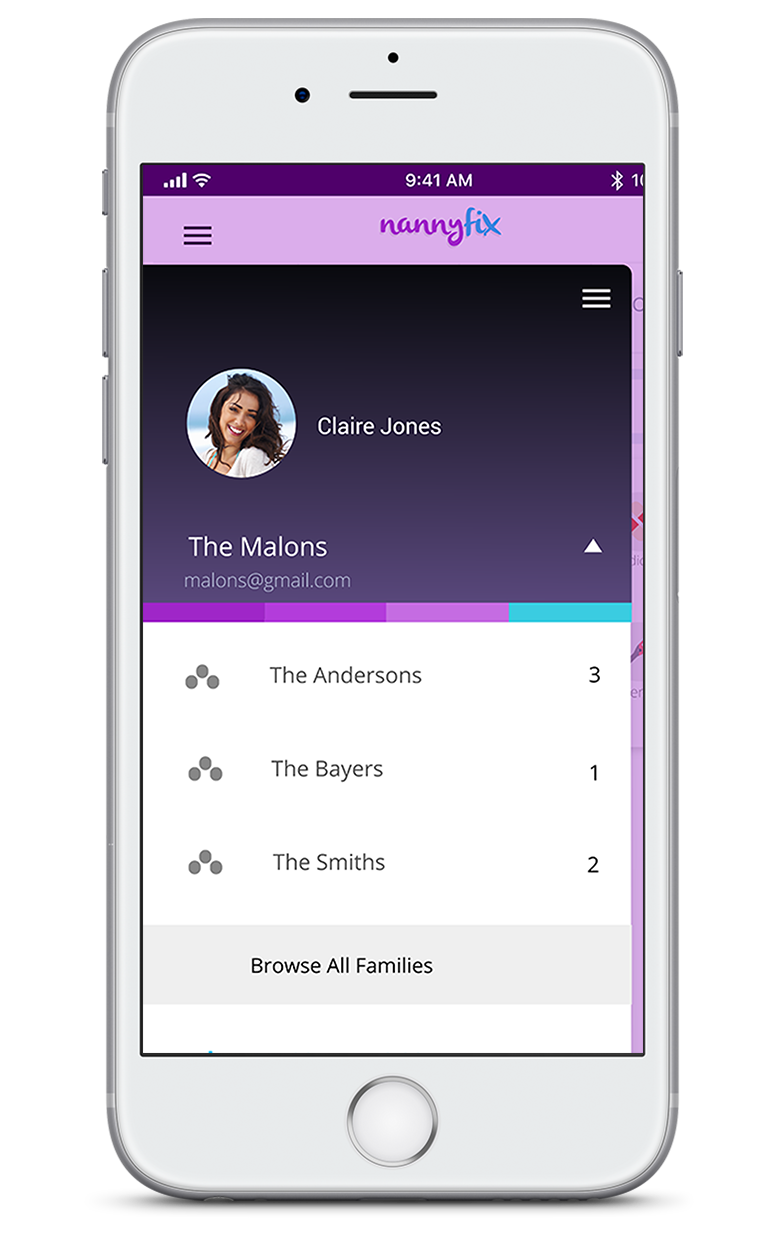 9:41 AM
nannyfix
Claire Jones
The Malons
malons@gmail.com
The Andersons 3
The Bayers 1
The Smiths 2
Browse All Families